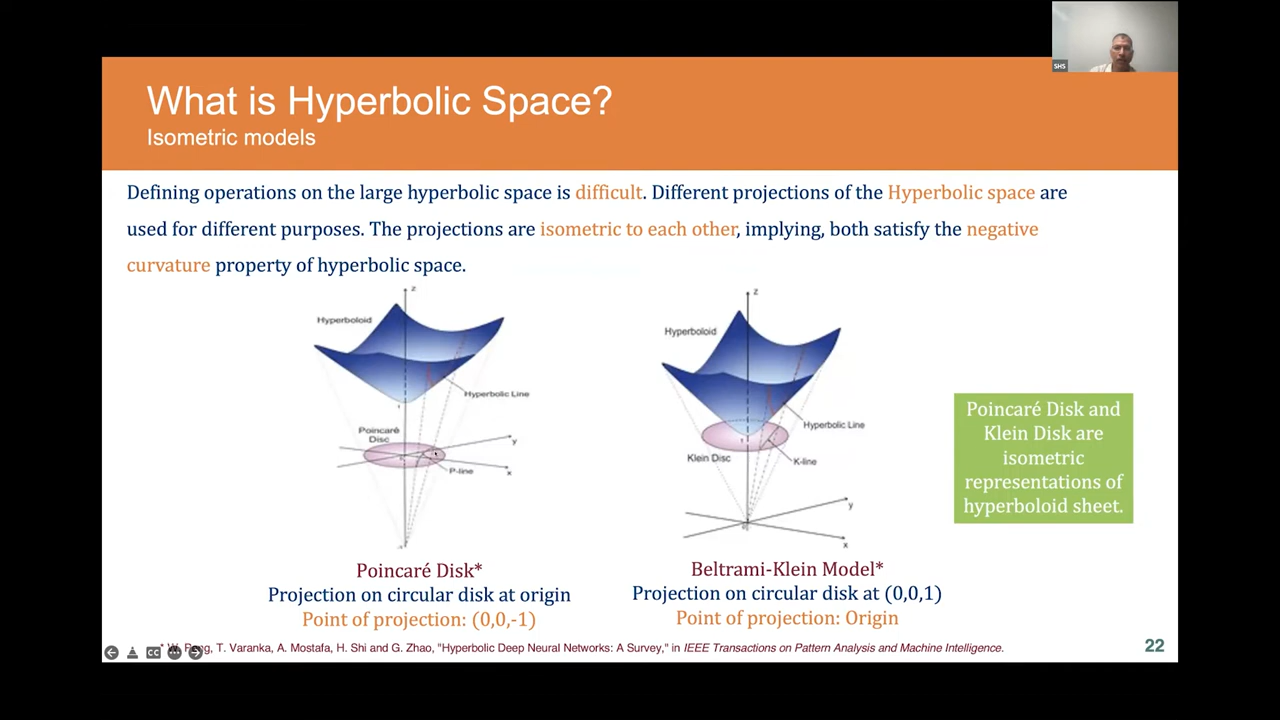 SHS
What is Hyperbolic Space?
Isometric models
Defining operations on the large hyperbolic space is difficult. Different projections of the Hyperbolic space are
used for different purposes. The projections are isometric to each other, implying, both satisfy the negative
curvature property of hyperbolic space.
z
Hyperboloid
Hyperbolic Line
1
Poincaré
Disc
y
P-line
x
-1
z
Hyperboloid
Hyperbolic Line
1
Klein Disc
K-line
y
x
Poincaré Disk and
Klein Disk are
isometric
representations of
hyperboloid sheet.
Poincaré Disk*
Projection on circular disk at origin
Point of projection: (0,0,-1)
Beltrami-Klein Model*
Projection on circular disk at (0,0,1)
Point of projection: Origin
* W. T. Varanka, A. Mostafa, H. Shi and G. Zhao, "Hyperbolic Deep Neural Networks: A Survey," in IEEE Transactions on Pattern Analysis and Machine Intelligence.
CC
22